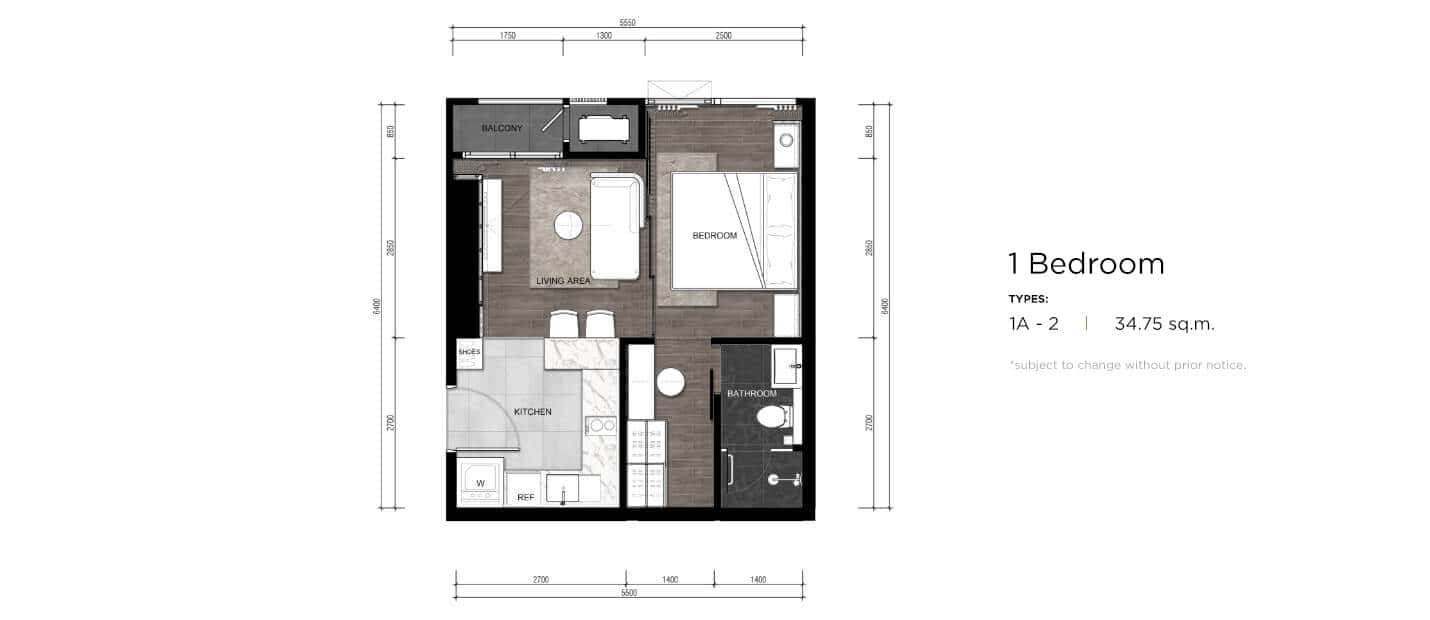 5550
1750
1300
2500
850
2850
6400
2700
BALCONY
LIVING AREA
BEDROOM
SHOES
KITCHEN
BATHROOM
W
REF
850
2850
6400
2700
2700
1400
1400
5500
1 Bedroom
TYPES:
1A - 2 | 34.75 sq.m.
*subject to change without prior notice.